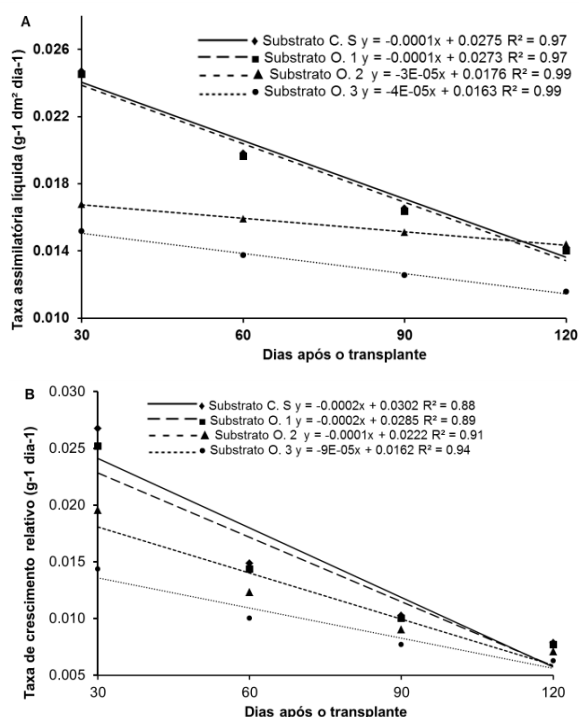 A
Substrato C. S y = -0.0001x + 0.0275 R² = 0.97
Substrato O. 1 y = -0.0001x + 0.0273 R² = 0.97
Substrato O. 2 y = -3E-05x + 0.0176 R² = 0.99
Substrato O. 3 y = -4E-05x + 0.0163 R² = 0.99
Taxa assimilatória líquida (g-1 dm² dia-1)
0.026
0.022
0.018
0.014
0.010
30 60 90 120
Dias após o transplante
B
Substrato C. S y = -0.0002x + 0.0302 R² = 0.88
Substrato O. 1 y = -0.0002x + 0.0285 R² = 0.89
Substrato O. 2 y = -0.0001x + 0.0222 R² = 0.91
Substrato O. 3 y = -9E-05x + 0.0162 R² = 0.94
Taxa de crescimento relativo (g-1 dia-1)
0.030
0.025
0.020
0.015
0.010
0.005
30 60 90 120
Dias após o transplante